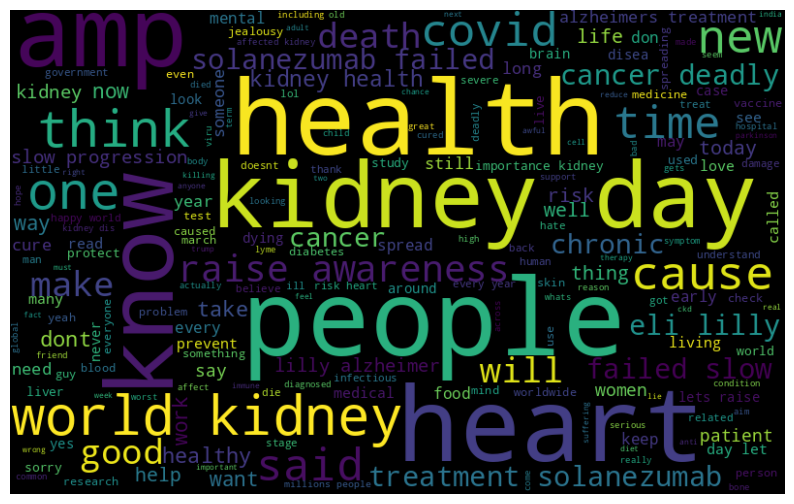 amp
death
covid
alzheimers treatment
new
including
old
next
india
mental
jealousy
adult
affected kidney
life
don
spreading
made
seem
solanezumab failed
brain
disea
cancer deadly
government
died
someone
kidney health
long
severe
even
lol
chance
reduce
medicine
treat
case
vaccine
kidney
now
look
give
term
health
deadly
live
hospital
think
viru
child
great
cured
awful
cell
time
see
parkinson
slow progression
body
doesnt
thank
study
still
importance kidney
may
bad
today
used
love
damage
little
right
killing
anyone
two
support
gets
one
know
kidney day
risk
hope
happy world
year
looking
well
called
way
kidney dis
test
caused
hate
cure
read
march
dying
cancer
spread
high
back
chronic
symptom
protect
trump
lyme
diabetes
human
therapy
understand
man
must
actually
believe
raise awareness
every year
skin
reason
thing
cause
make
ill
risk heart
around
whats
got
early
check
many
problem
take
feel
people
across
use
eli lilly
ckd
real
fact
yeah
never
everyone
every
prevent
living
global
dont
friend
something
need
guy
blood
say
lilly alzheimer
will
failed slow
world
liver
affect
immune
diagnosed
infectious
medical
food
mind
worldwide
women
lets raise
condition
week
worst
die
lie
world kidney
work
heart
related
aim
good
healthy
said
serious
keep
patient
wrong
yes
stage
suffering
diet
anti
really
day let
common
sorry
help
want
treatment
solanezumab
person
research
important
millions people
come
bone